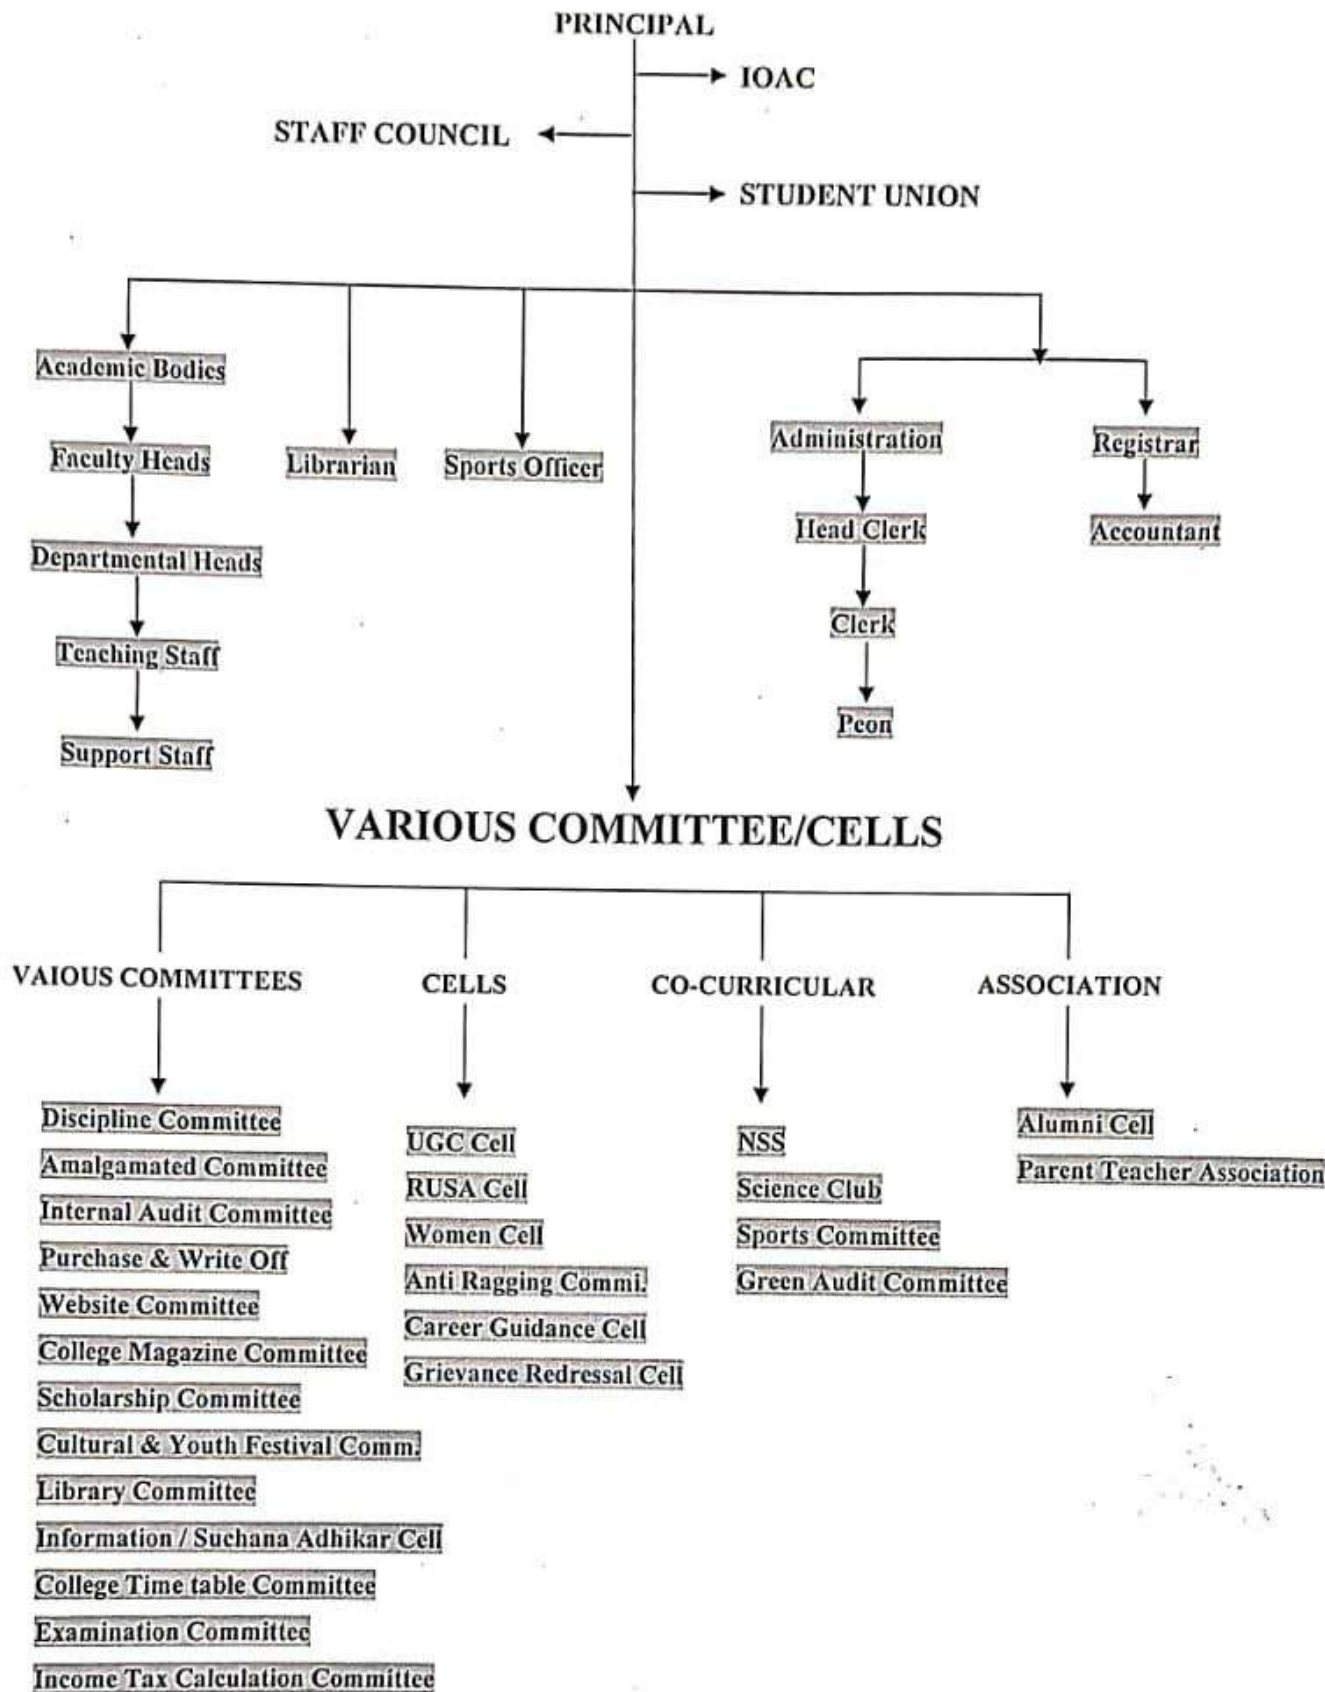 PRINCIPAL
IOAC
STAFF COUNCIL
STUDENT UNION
Academic Bodies
Faculty Heads
Librarian
Sports Officer
Administration
Registrar
Departmental Heads
Head Clerk
Accountant
Teaching Staff
Clerk
Support Staff
Peon
VARIOUS COMMITTEE/CELLS
VAIOUS COMMITTEES
CELLS
CO-CURRICULAR
ASSOCIATION
Discipline Committee
Amalgamated Committee
Internal Audit Committee
Purchase & Write Off
Website Committee
College Magazine Committee
Scholarship Committee
Cultural & Youth Festival Comm.
Library Committee
Information / Suchana Adhikar Cell
College Time table Committee
Examination Committee
Income Tax Calculation Committee
UGC Cell
RUSA Cell
Women Cell
Anti Ragging Commi.
Career Guidance Cell
Grievance Redressal Cell
NSS
Science Club
Sports Committee
Green Audit Committee
Alumni Cell
Parent Teacher Association